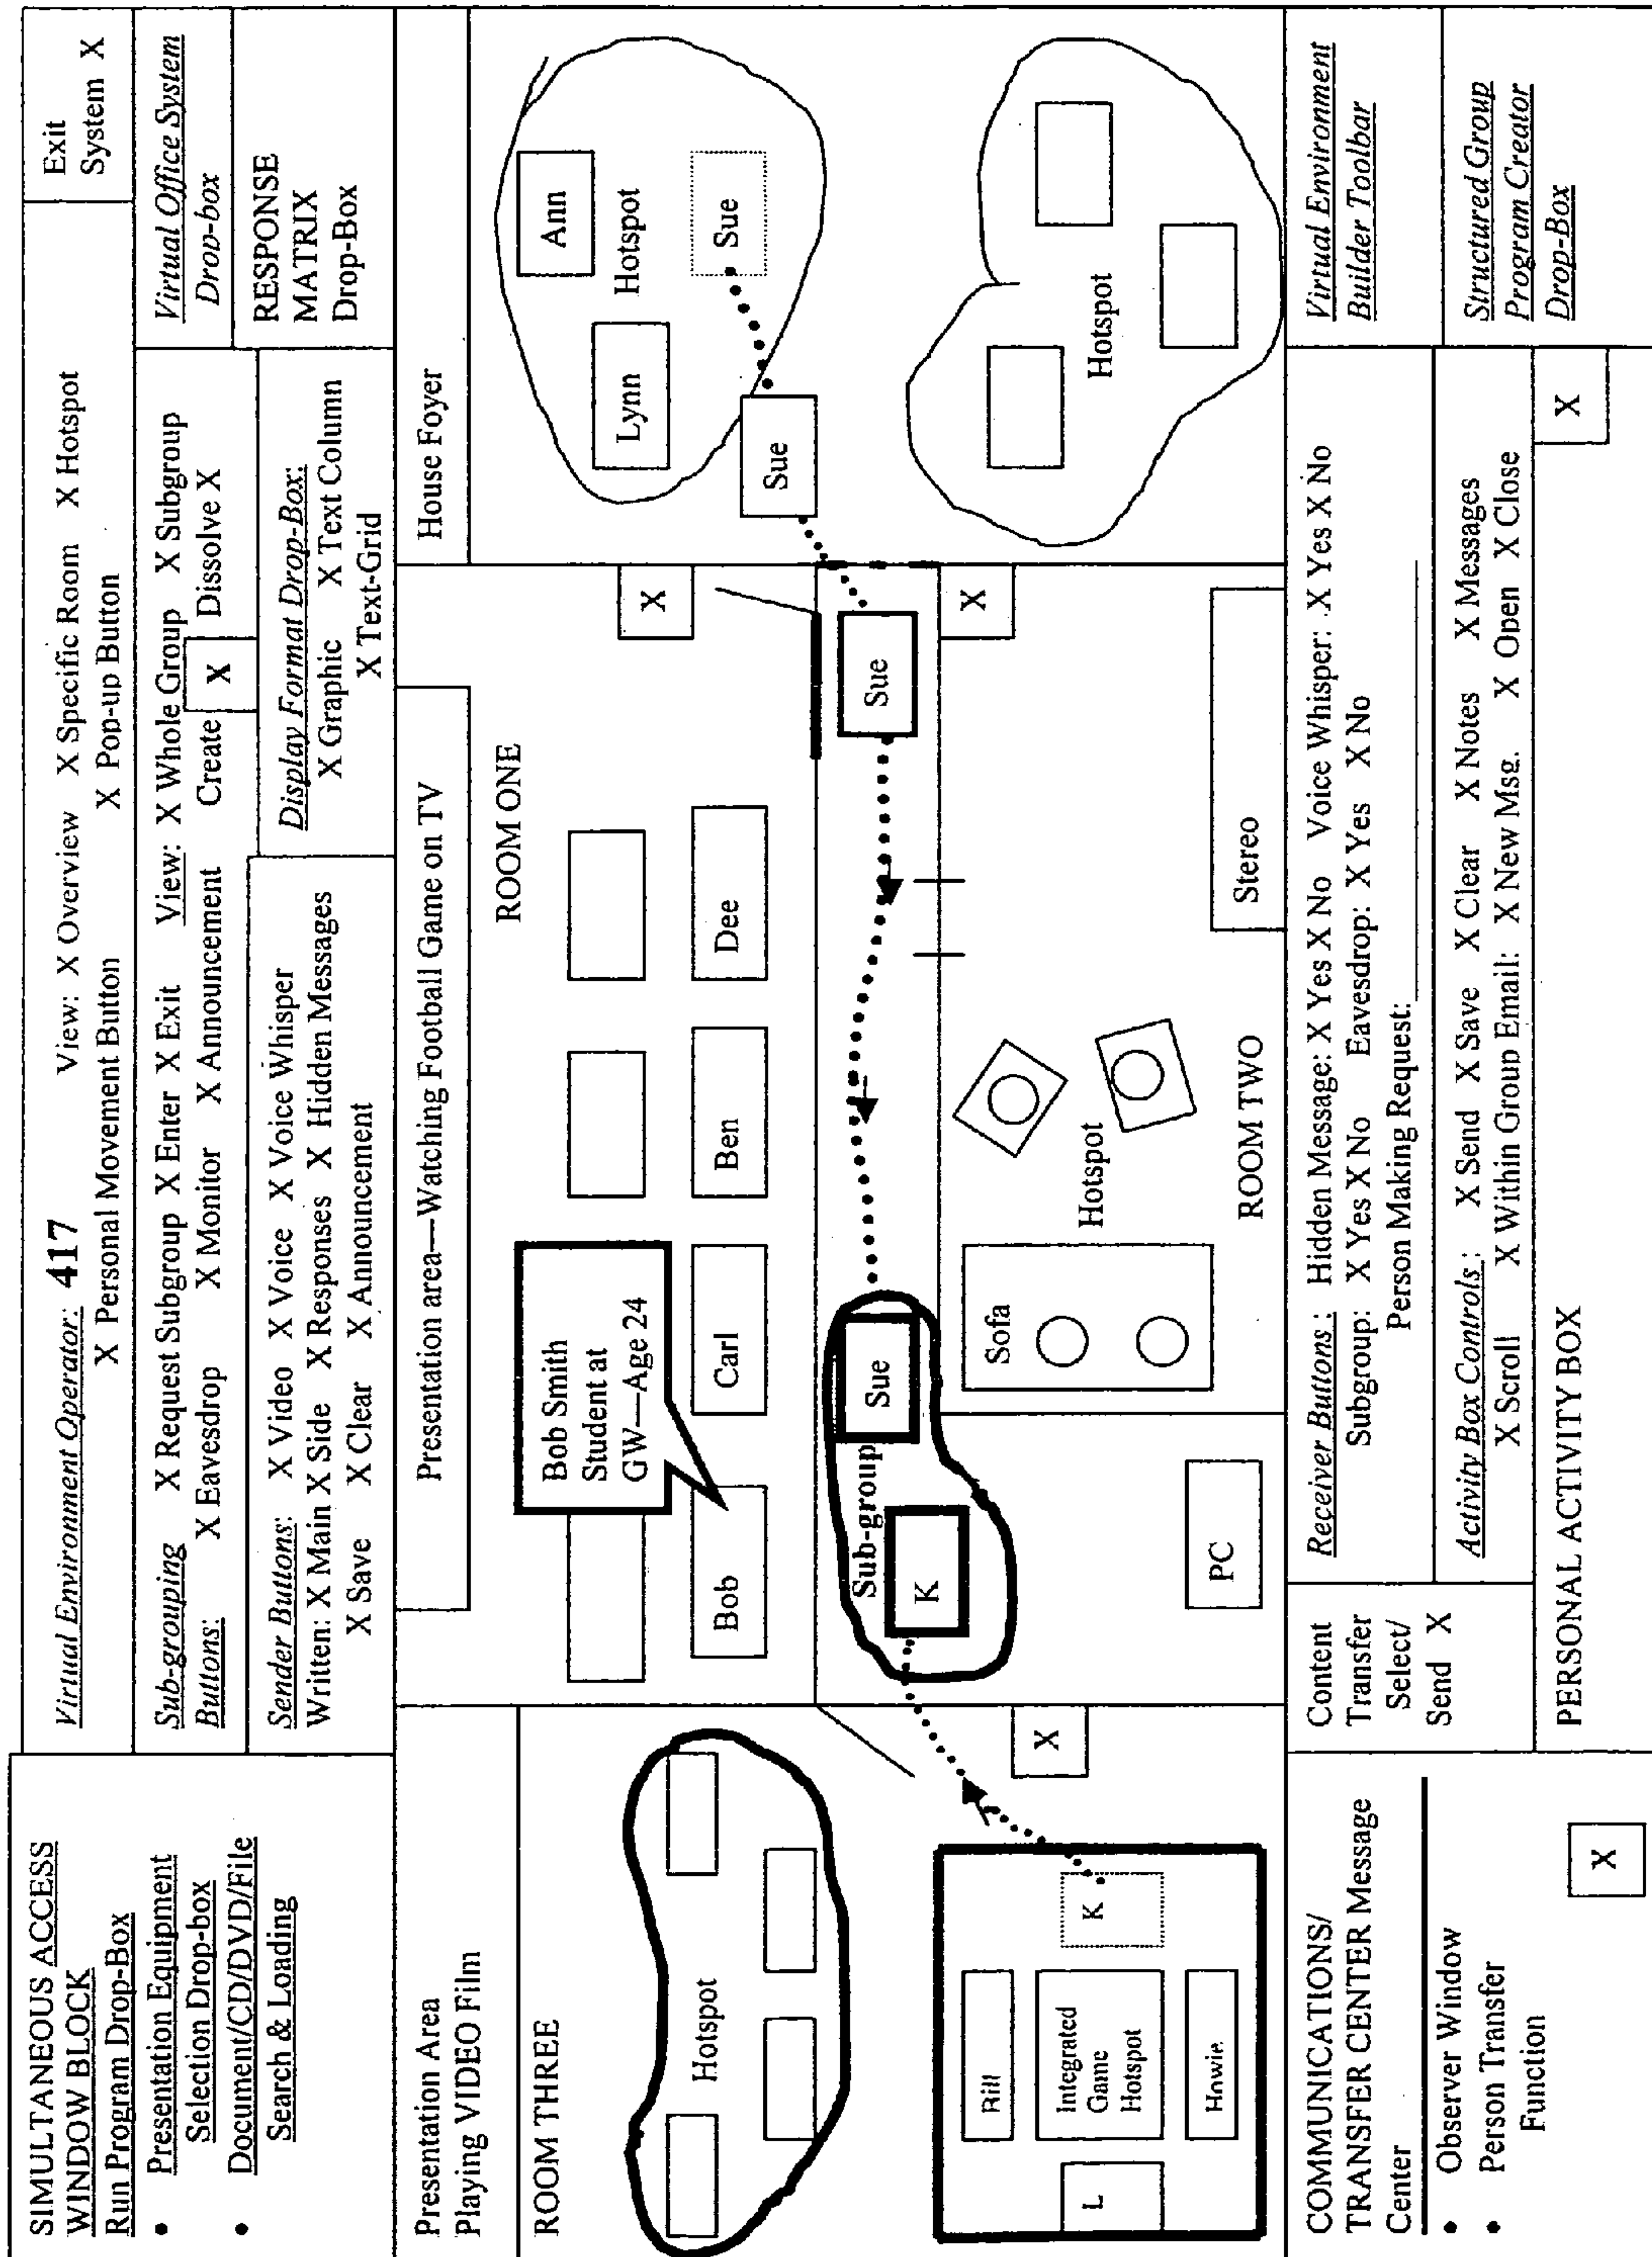 SIMULTANEOUS ACCESS
WINDOW BLOCK
Run Program Drop-Box
• Presentation Equipment
Selection Drop-box
• Document/CD/DVD/File
Search & Loading
Virtual Environment Operator: 417 View: X Overview X Specific Room X Hotspot
X Personal Movement Button X Pop-up Button
Exit
System X
Sub-grouping X Request Subgroup X Enter X Exit View: X Whole Group X Subgroup
Buttons: X Eavesdrop X Monitor X Announcement Create X Dissolve X
Virtual Office System
Drop-box
Sender Buttons: X Video X Voice X Voice Whisper
Written: X Main X Side X Responses X Hidden Messages
X Save X Clear X Announcement
Display Format Drop-Box:
X Graphic X Text Column
X Text-Grid
RESPONSE
MATRIX
Drop-Box
Presentation Area
Playing VIDEO Film
Presentation area—Watching Football Game on TV
House Foyer
ROOM THREE
Hotspot
X
Bill
Integrated
Game
Hotspot
Howie
L
K
ROOM ONE
Bob Smith
Student at
GW—Age 24
Bob
Carl
Ben
Dee
X
Sub-group
K
Sue
Sue
PC
Sofa
Hotspot
ROOM TWO
Stereo
X
Ann
Lynn
Hotspot
Sue
Sue
Hotspot
COMMUNICATIONS/
TRANSFER CENTER Message
Center
• Observer Window
• Person Transfer
Function
X
Content
Transfer
Select/
Send X
Receiver Buttons: Hidden Message: X Yes X No Voice Whisper: X Yes X No
Subgroup: X Yes X No Eavesdrop: X Yes X No
Person Making Request:
Virtual Environment
Builder Toolbar
Activity Box Controls: X Send X Save X Clear X Notes X Messages
X Scroll X Within Group Email: X New Msg. X Open X Close
Structured Group
Program Creator
Drop-Box
PERSONAL ACTIVITY BOX
X